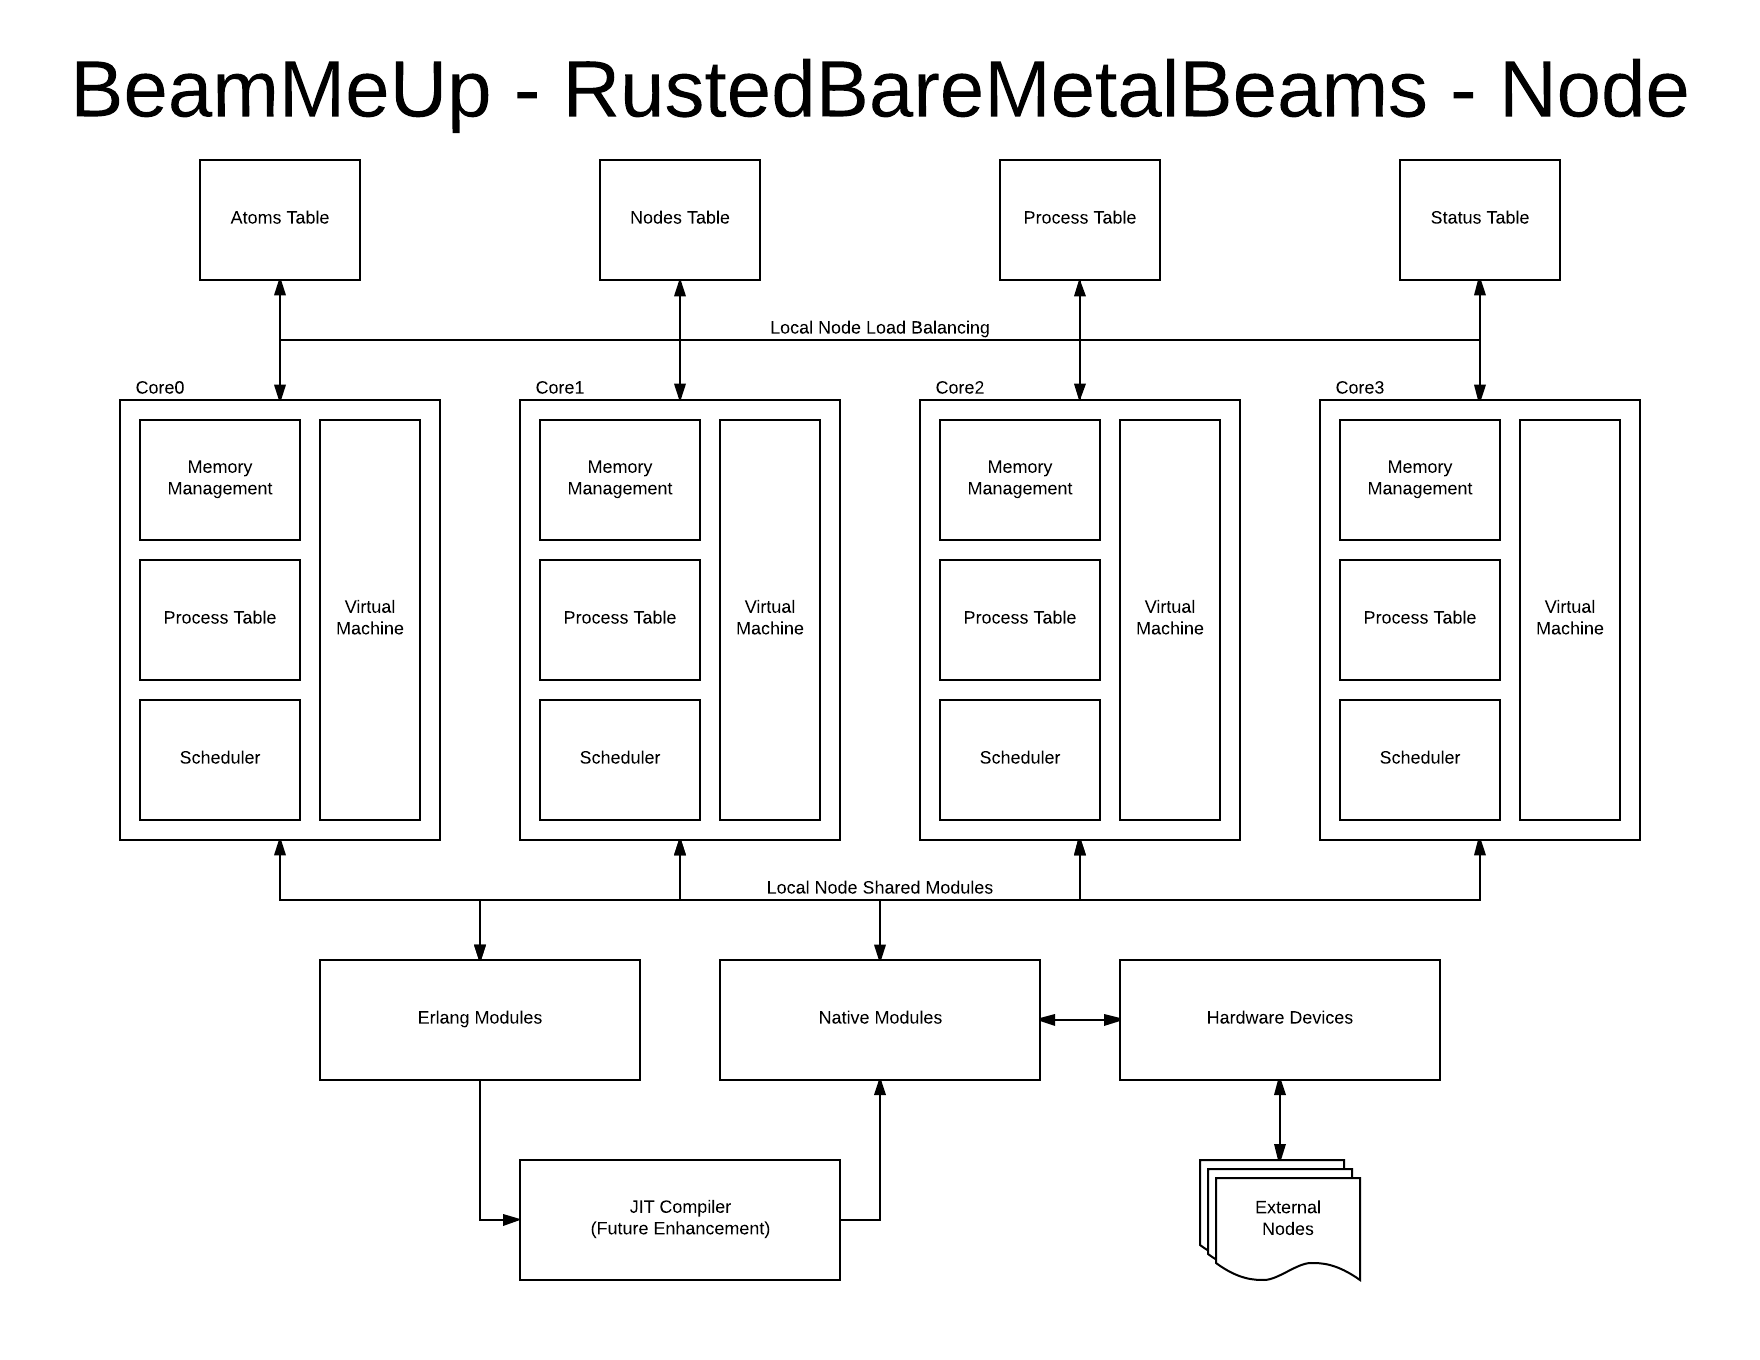 BeamMeUp - RustedBareMetalBeams - Node
Atoms Table
Nodes Table
Process Table
Status Table
Local Node Load Balancing
Core0
Core1
Core2
Core3
Memory
Management
Process Table
Scheduler
Virtual
Machine
Memory
Management
Process Table
Scheduler
Virtual
Machine
Memory
Management
Process Table
Scheduler
Virtual
Machine
Memory
Management
Process Table
Scheduler
Virtual
Machine
Local Node Shared Modules
Erlang Modules
Native Modules
Hardware Devices
JIT Compiler
(Future Enhancement)
External
Nodes